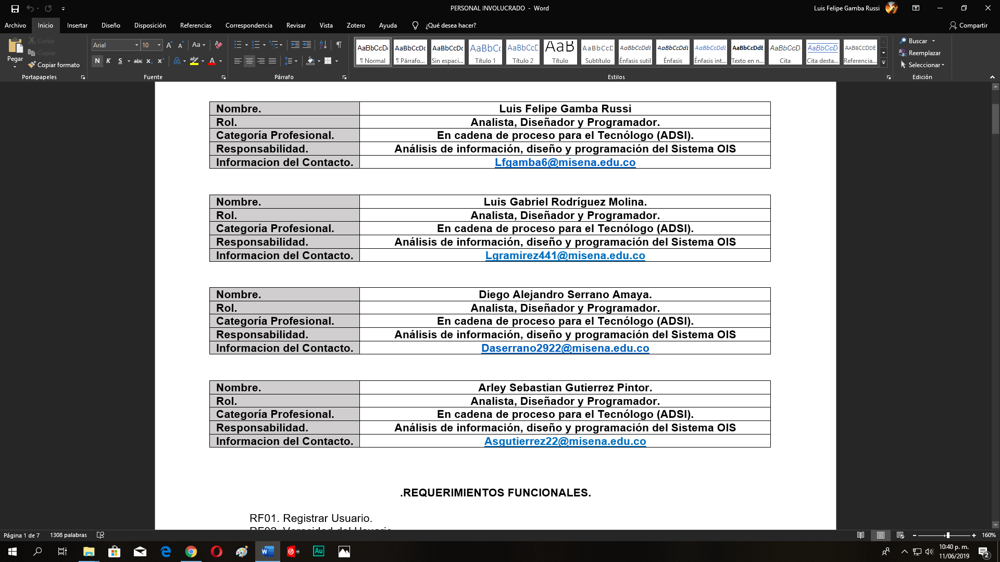 PERSONAL INVOLUCRADO - Word
Luis Felipe Gamba Russi
Archivo Inicio Insertar Diseño Disposición Referencias Correspondencia Revisar Vista Zotero Ayuda ¿Qué desea hacer? Compartir
Pegar
Cortar
Copiar
Copiar formato
Portapapeles
Arial 10
Aa
N K S abc x₂ x² A ab A
Fuente
Párrafo
AaBbCcDc AaBbCcDc AaBbCcDc AaBbCc AaBbCcD AaB AaBbCcD AaBbCcDdE AaBbCcDdE AaBbCcDdE AaBbCcDdE AaBbCcD AaBbCcD AABBCCDDE
¶ Normal ¶ Párrafo... Sin espaci... Título 1 Título 2 Título Subtítulo Énfasis sutil Énfasis Énfasis int... Texto en n... Cita Cita desta... Referencia...
Estilos
Buscar
Reemplazar
Seleccionar
Edición
Nombre. Luis Felipe Gamba Russi
Rol. Analista, Diseñador y Programador.
Categoría Profesional. En cadena de proceso para el Tecnólogo (ADSI).
Responsabilidad. Análisis de información, diseño y programación del Sistema OIS
Informacion del Contacto. Lfgamba6@misena.edu.co
Nombre. Luis Gabriel Rodríguez Molina.
Rol. Analista, Diseñador y Programador.
Categoría Profesional. En cadena de proceso para el Tecnólogo (ADSI).
Responsabilidad. Análisis de información, diseño y programación del Sistema OIS
Informacion del Contacto. Lgramirez441@misena.edu.co
Nombre. Diego Alejandro Serrano Amaya.
Rol. Analista, Diseñador y Programador.
Categoría Profesional. En cadena de proceso para el Tecnólogo (ADSI).
Responsabilidad. Análisis de información, diseño y programación del Sistema OIS
Informacion del Contacto. Daserrano2922@misena.edu.co
Nombre. Arley Sebastian Gutierrez Pintor.
Rol. Analista, Diseñador y Programador.
Categoría Profesional. En cadena de proceso para el Tecnólogo (ADSI).
Responsabilidad. Análisis de información, diseño y programación del Sistema OIS
Informacion del Contacto. Asgutierrez22@misena.edu.co
.REQUERIMIENTOS FUNCIONALES.
RF01. Registrar Usuario.
RF02. Veracidad del Usuario
Página 1 de 7 1308 palabras 160%
Au
10:40 p. m.
11/06/2019
2